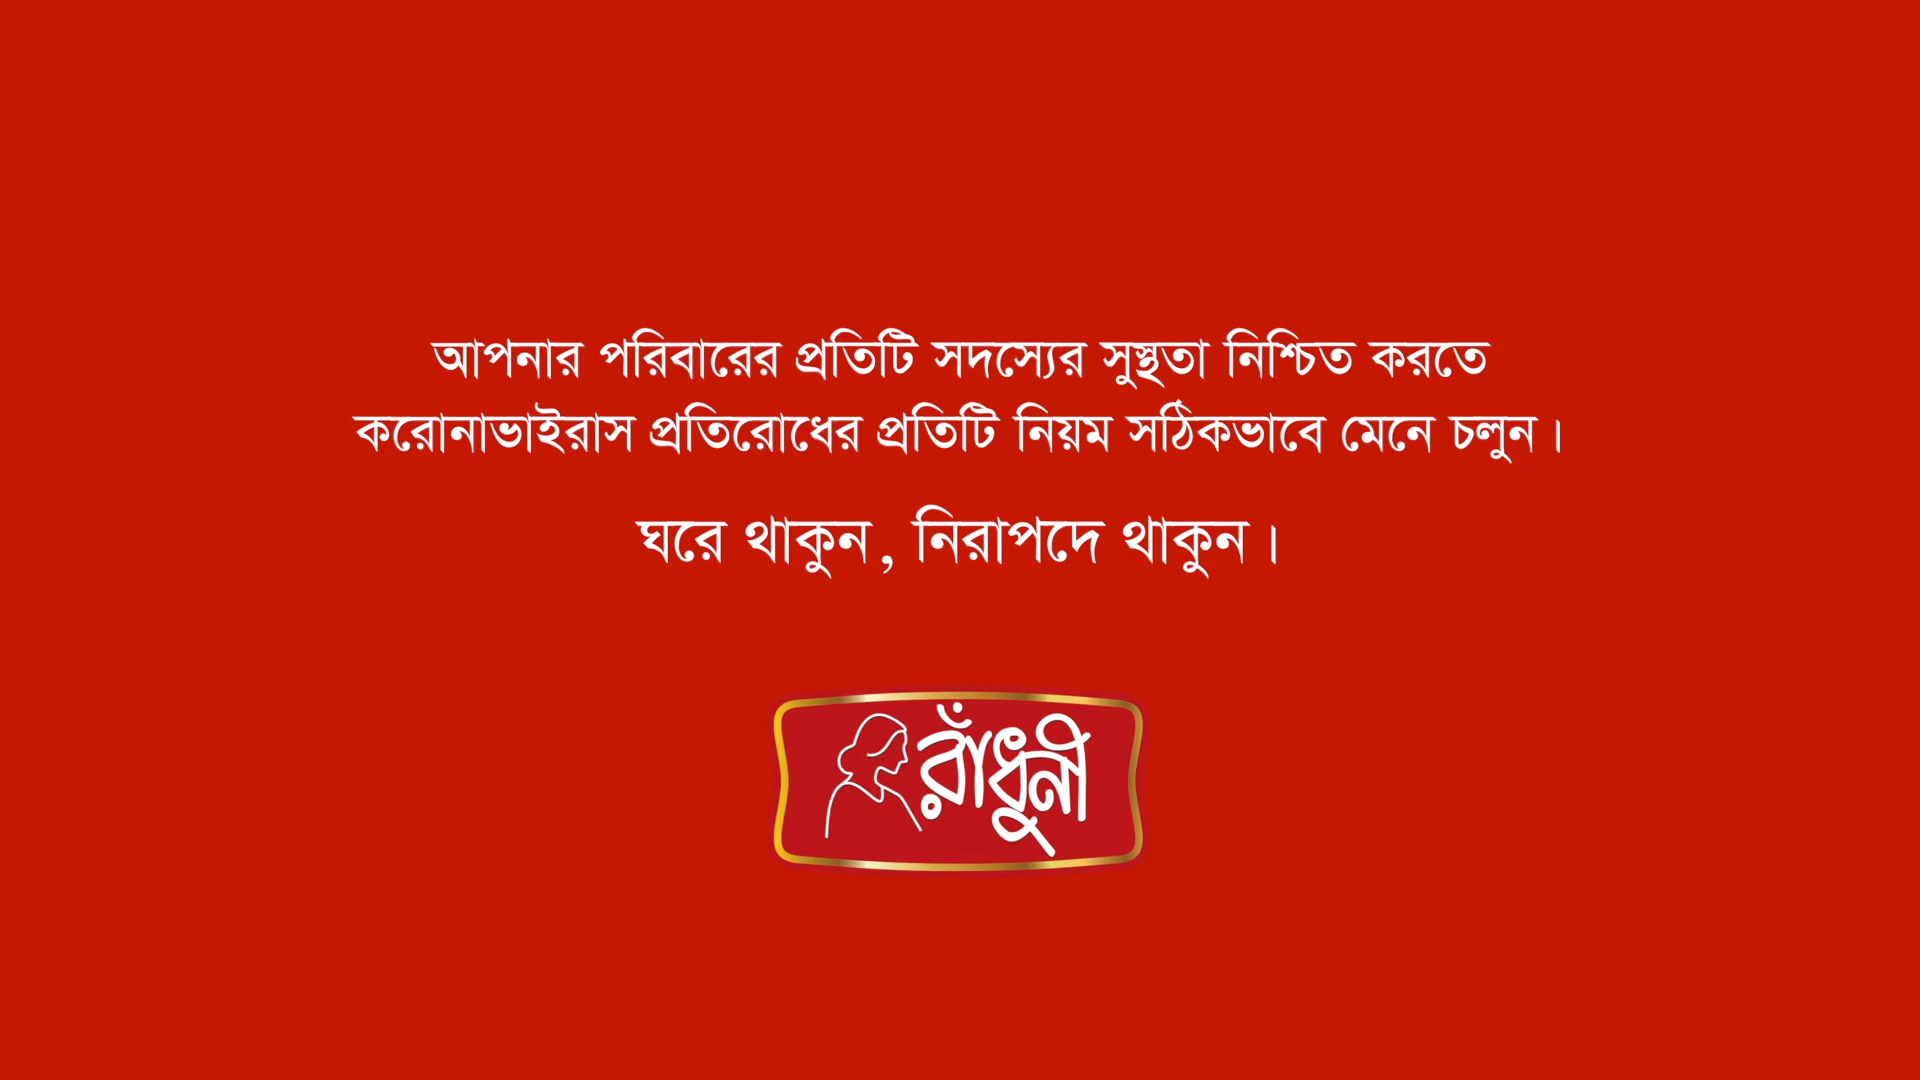 আপনার পরিবারের প্রতিটি সদস্যের সুস্থতা নিশ্চিত করতে
করোনাভাইরাস প্রতিরোধের প্রতিটি নিয়ম সঠিকভাবে মেনে চলুন।
ঘরে থাকুন, নিরাপদে থাকুন।
রাঁধুনী